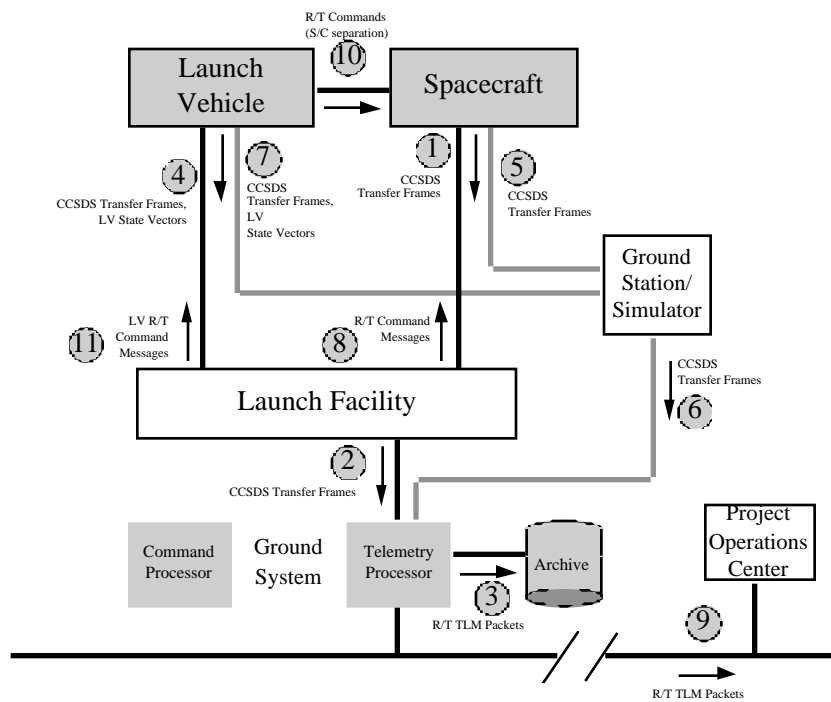 R/T Commands
(S/C separation)
10
Launch
Vehicle
Spacecraft
4
7
1
5
CCSDS Transfer Frames,
LV State Vectors
CCSDS
Transfer Frames,
LV
State Vectors
CCSDS
Transfer Frames
CCSDS
Transfer Frames
Ground
Station/
Simulator
11
LV R/T
Command
Messages
8
R/T Command
Messages
CCSDS
Transfer Frames
6
Launch Facility
2
CCSDS Transfer Frames
Command
Processor
Ground
System
Telemetry
Processor
Archive
3
R/T TLM Packets
Project
Operations
Center
9
R/T TLM Packets